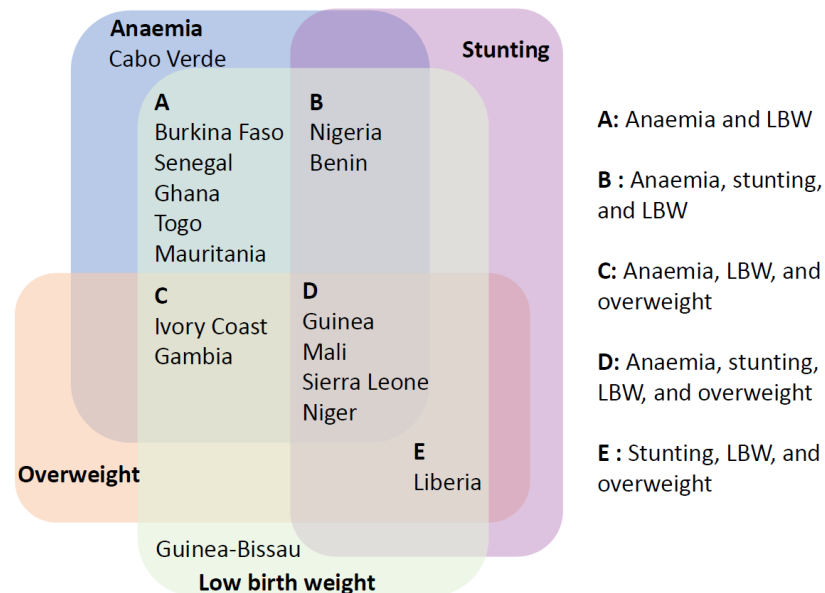 Anaemia
Cabo Verde
Stunting
A
Burkina Faso
Senegal
Ghana
Togo
Mauritania
B
Nigeria
Benin
C
Ivory Coast
Gambia
D
Guinea
Mali
Sierra Leone
Niger
E
Liberia
Overweight
Guinea-Bissau
Low birth weight
A: Anaemia and LBW
B : Anaemia, stunting,
and LBW
C: Anaemia, LBW, and
overweight
D: Anaemia, stunting,
LBW, and overweight
E : Stunting, LBW, and
overweight